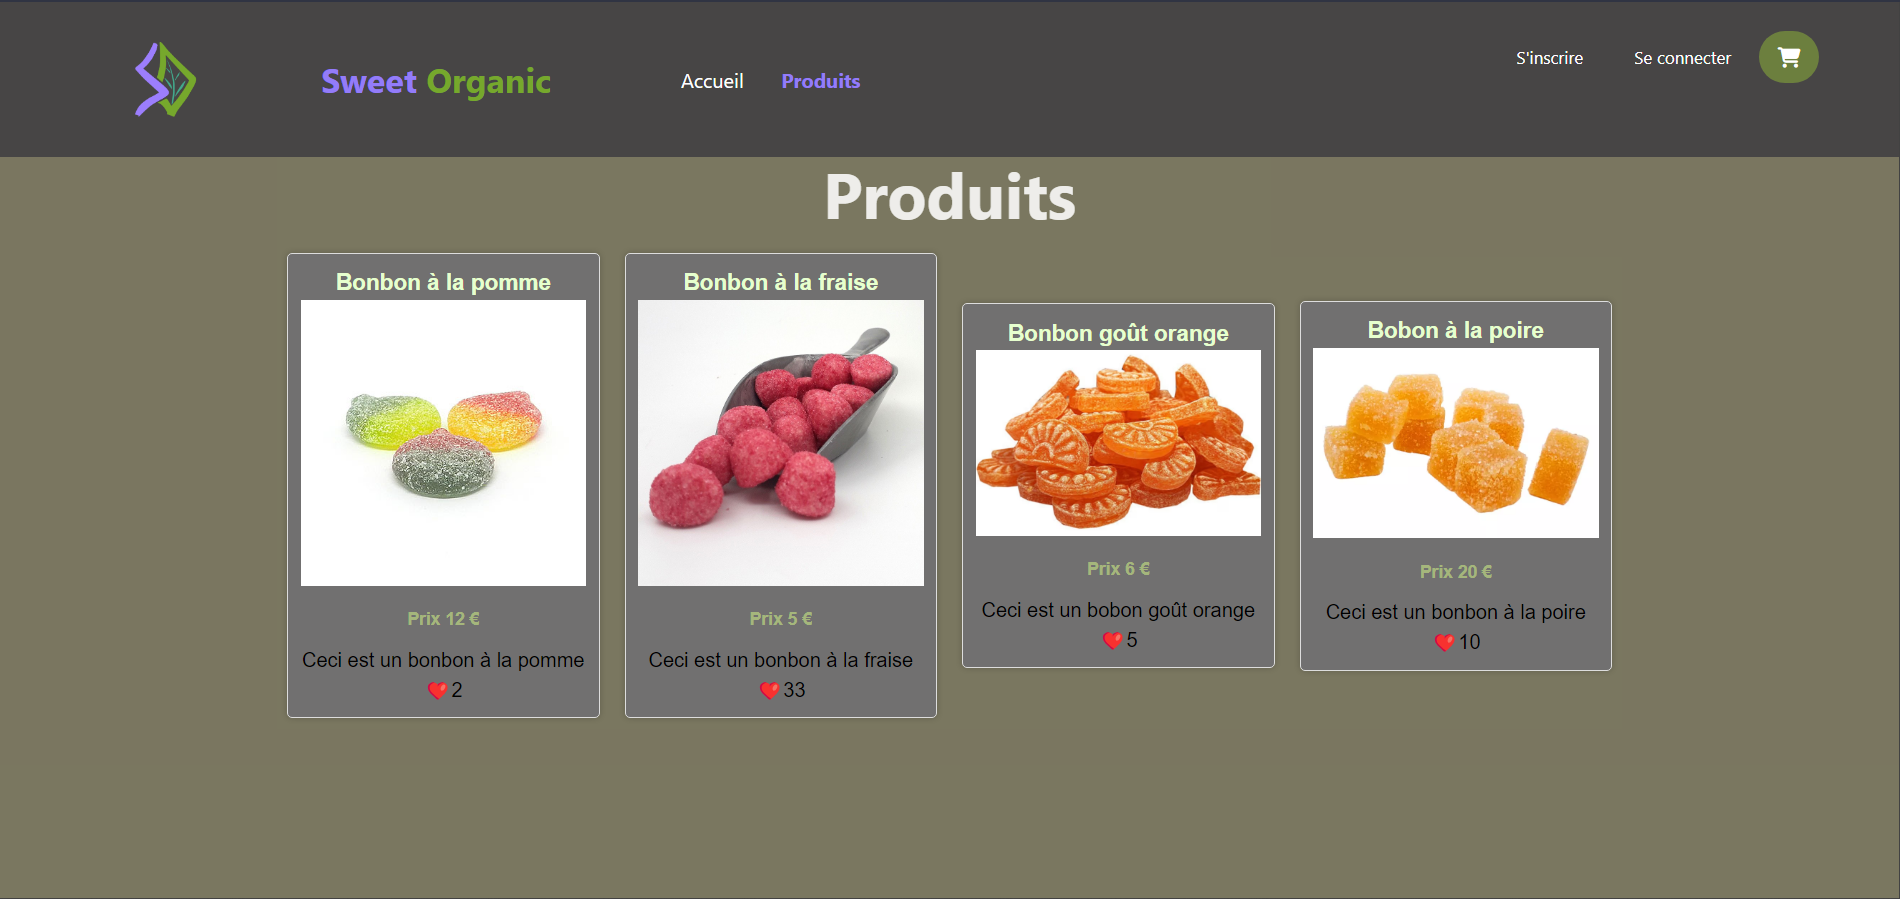 Sweet Organic
Accueil
Produits
S'inscrire
Se connecter
Produits
Bonbon à la pomme
Prix 12 €
Ceci est un bonbon à la pomme
2
Bonbon à la fraise
Prix 5 €
Ceci est un bonbon à la fraise
33
Bonbon goût orange
Prix 6 €
Ceci est un bobon goût orange
5
Bobon à la poire
Prix 20 €
Ceci est un bonbon à la poire
10